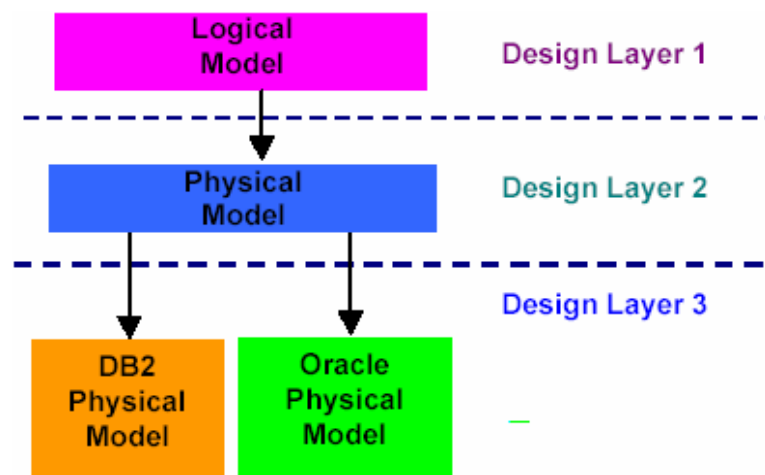 Logical
Model
Design Layer 1
Physical
Model
Design Layer 2
Design Layer 3
DB2
Physical
Model
Oracle
Physical
Model